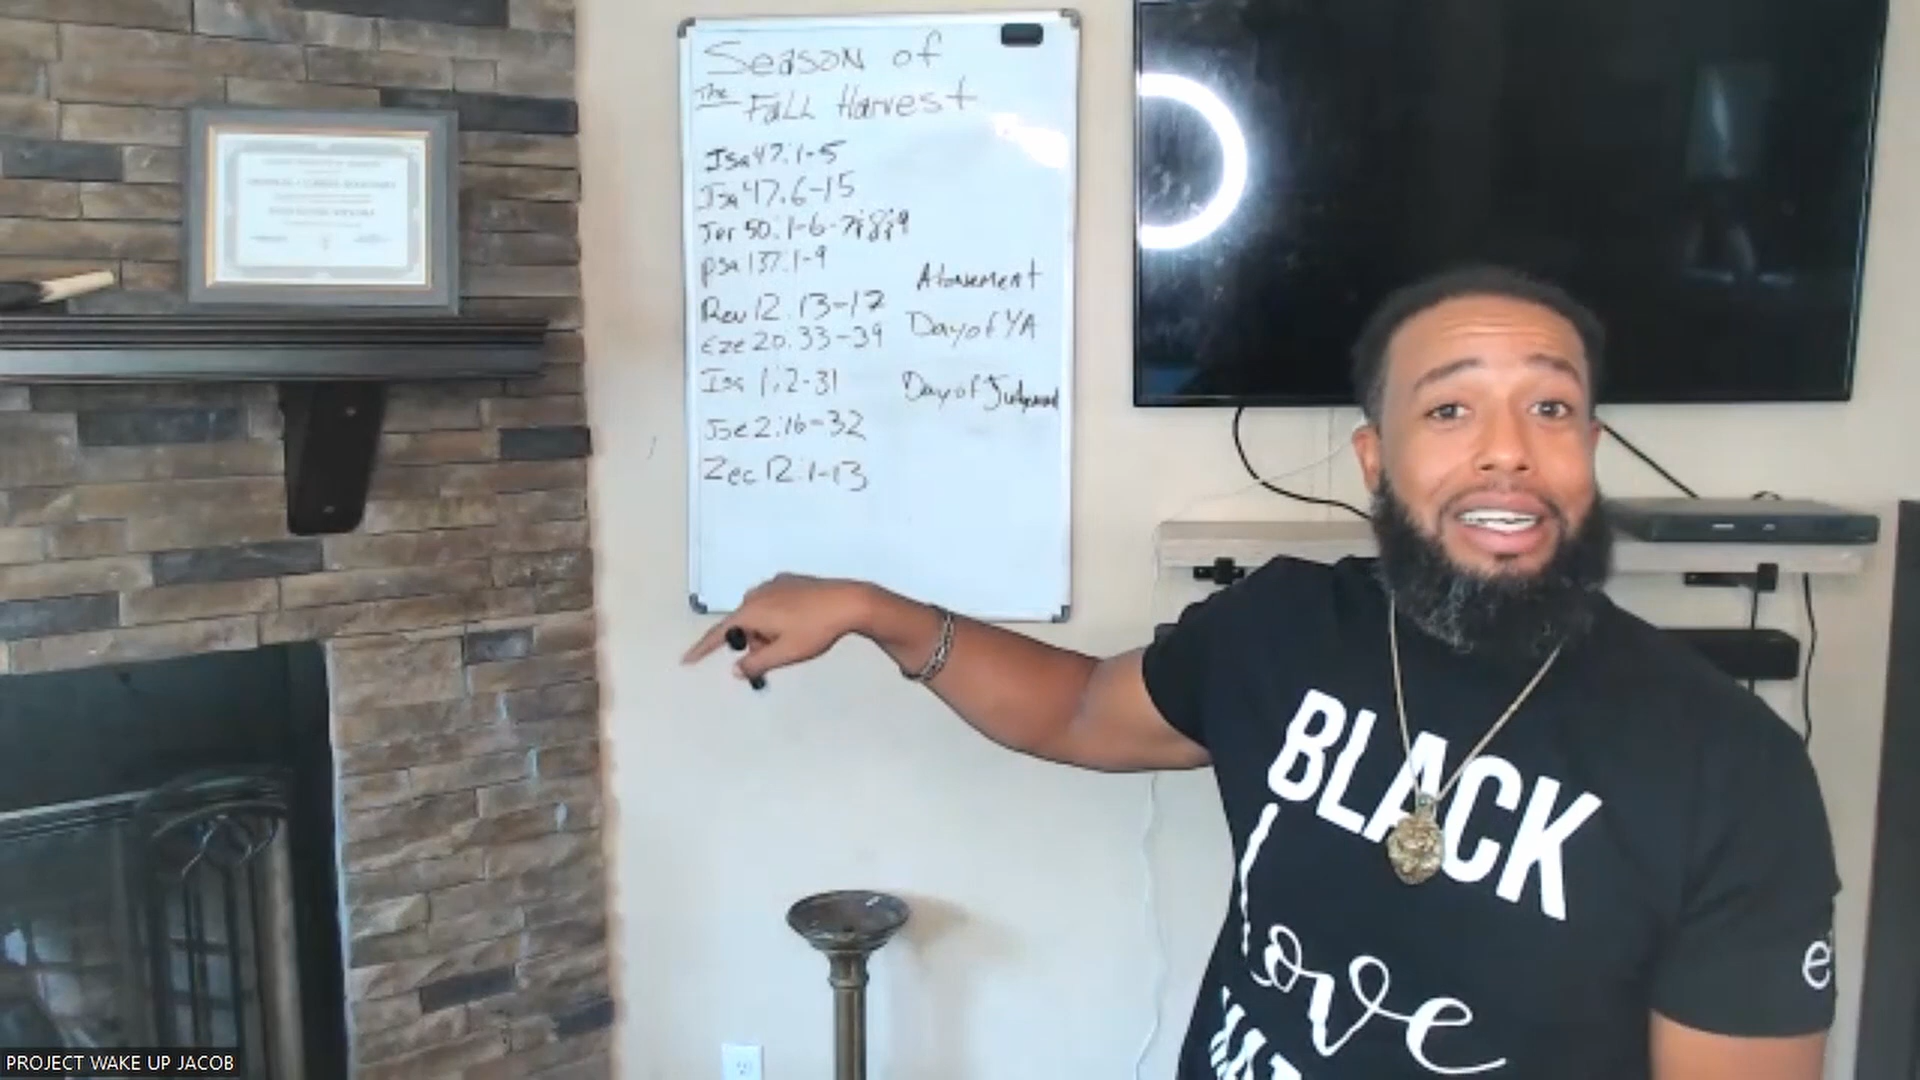 Season of
The Fall Harvest
Isa 47:1-5
Isa 47.6-15
Jer 50:1-6-7;8;9
Psa 137:1-9
Rev 12.13-17
Eze 20.33-39
Isa 1:2-31
Joe 2:16-32
Zec 12:1-13
Atonement
Day of YA
Day of Judgment
BLACK
Love
e
PROJECT WAKE UP JACOB